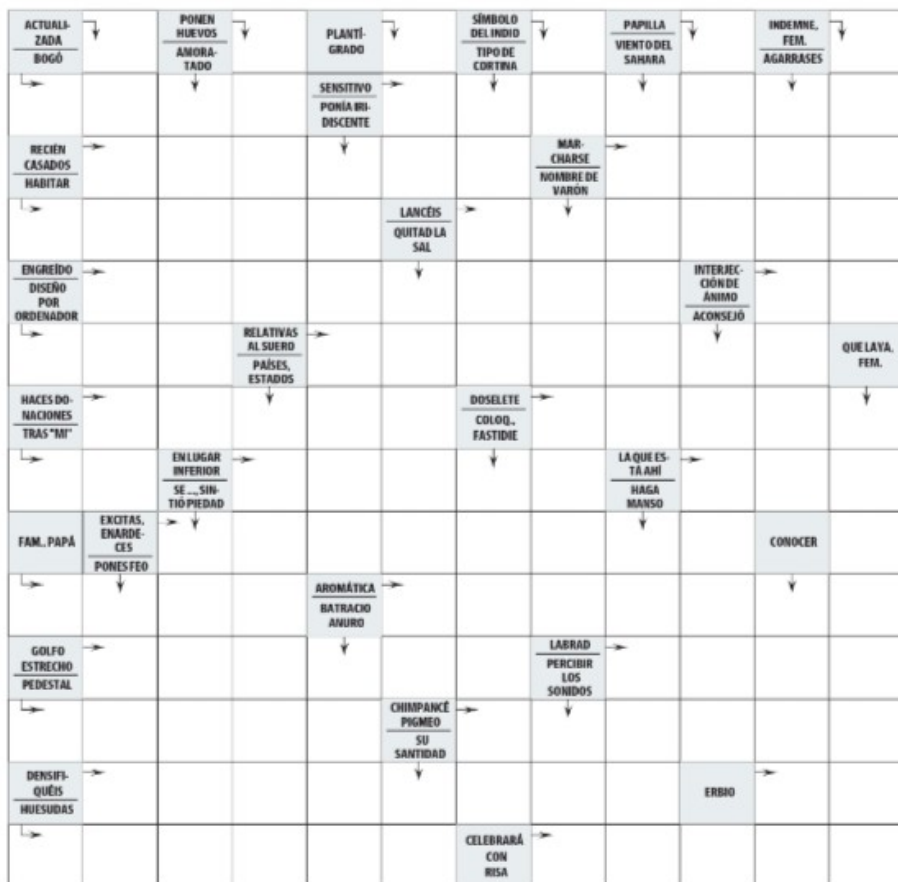 ACTUALI-
ZADA
BOGÓ
PONEN
HUEVOS
AMORA-
TADO
PLANTÍ-
GRADO
SÍMBOLO
DEL INDIO
TIPO DE
CORTINA
PAPILLA
VIENTO DEL
SAHARA
INDEMNE,
FEM.
AGARRASES
SENSITIVO
PONÍA IRI-
DISCENTE
RECIÉN
CASADOS
HABITAR
MAR-
CHARSE
NOMBRE DE
VARÓN
LANCÉIS
QUITAD LA
SAL
ENGREÍDO
DISEÑO
POR
ORDENADOR
INTERJEC-
CIÓN DE
ÁNIMO
ACONSEJÓ
RELATIVAS
AL SUERO
PAÍSES,
ESTADOS
QUE LAYA,
FEM.
HACES DO-
NACIONES
TRAS "MI"
DOSELETE
COLOQ.,
FASTIDIE
EN LUGAR
INFERIOR
SE ..., SIN-
TIÓ PIEDAD
LA QUE ES-
TÁ AHÍ
HAGA
MANSO
FAM., PAPÁ
EXCITAS,
ENARDE-
CES
PONES FEO
CONOCER
AROMÁTICA
BATRACIO
ANURO
GOLFO
ESTRECHO
PEDESTAL
LABRAD
PERCIBIR
LOS
SONIDOS
CHIMPANCÉ
PIGMEO
SU
SANTIDAD
DENSIFI-
QUÉIS
HUESUDAS
ERBIO
CELEBRARÁ
CON
RISA